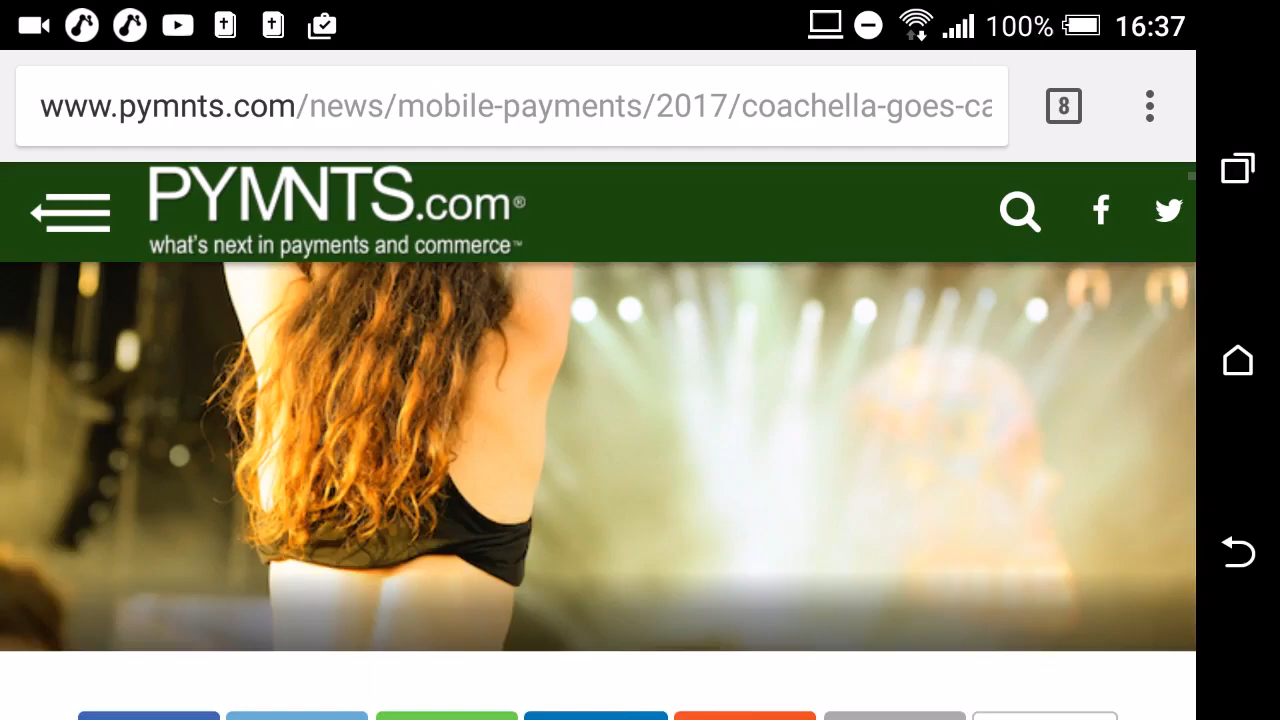 100% 16:37
www.pymnts.com/news/mobile-payments/2017/coachella-goes-ca
8
PYMNTS.com®
what's next in payments and commerce™